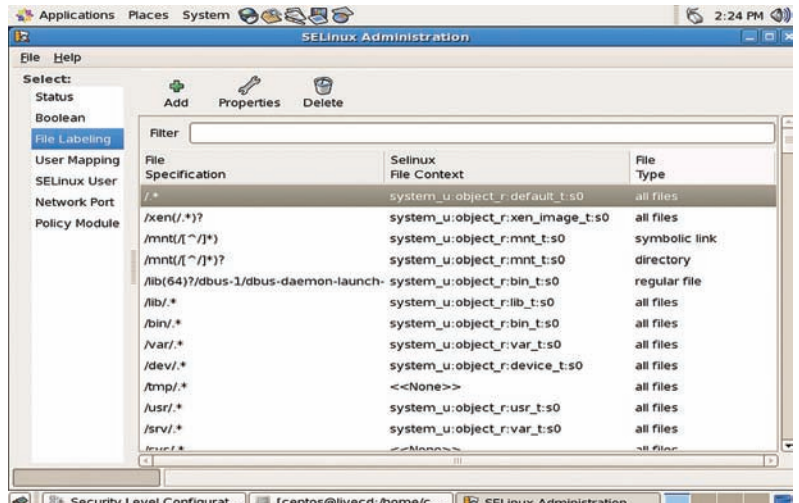 Applications Places System 2:24 PM
SELinux Administration
File Help
Select:
Status
Boolean
File Labeling
User Mapping
SELinux User
Network Port
Policy Module
Add Properties Delete
Filter
File Specification Selinux File Context File Type
/.* system_u:object_r:default_t:s0 all files
/xen(/.*)? system_u:object_r:xen_image_t:s0 all files
/mnt(/[^/]*) system_u:object_r:mnt_t:s0 symbolic link
/mnt(/[^/]*)? system_u:object_r:mnt_t:s0 directory
/lib(64)?/dbus-1/dbus-daemon-launch- system_u:object_r:bin_t:s0 regular file
/lib/.* system_u:object_r:lib_t:s0 all files
/bin/.* system_u:object_r:bin_t:s0 all files
/var/.* system_u:object_r:var_t:s0 all files
/dev/.* system_u:object_r:device_t:s0 all files
/tmp/.* <<None>> all files
/usr/.* system_u:object_r:usr_t:s0 all files
/srv/.* system_u:object_r:var_t:s0 all files
<<None>> all files
Security Level Configurat [centos@livecd:/home/c SELinux Administration